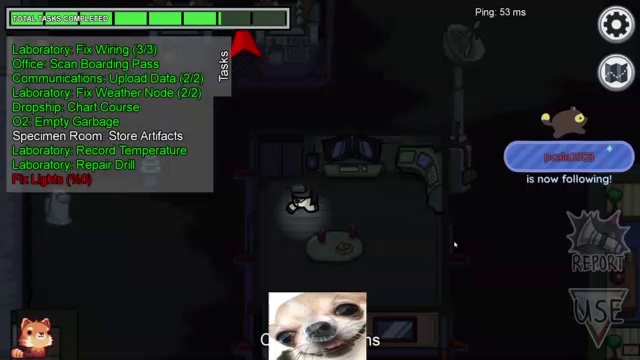 TOTAL TASKS COMPLETED
Ping: 53 ms
Tasks
Laboratory: Fix Wiring (3/3)
Office: Scan Boarding Pass
Communications: Upload Data (2/2)
Laboratory: Fix Weather Node (2/2)
Dropship: Chart Course
O2: Empty Garbage
Specimen Room: Store Artifacts
Laboratory: Record Temperature
Laboratory: Repair Drill
Fix Lights (%0)
is now following!
REPORT
USE